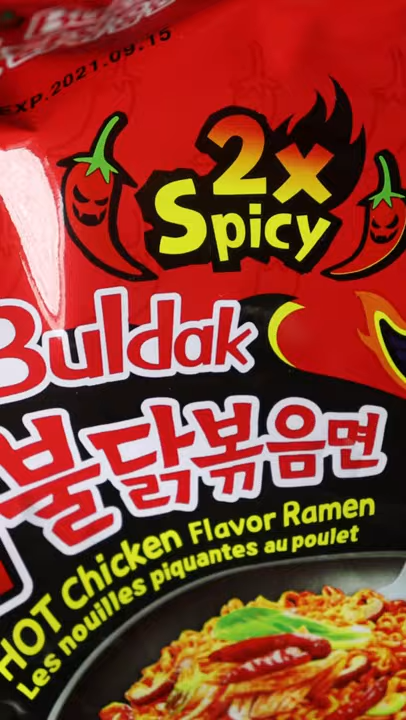 EXP.2021.09.15
2x
Spicy
Buldak
불닭볶음면
HOT Chicken Flavor Ramen
Les nouilles piquantes au poulet